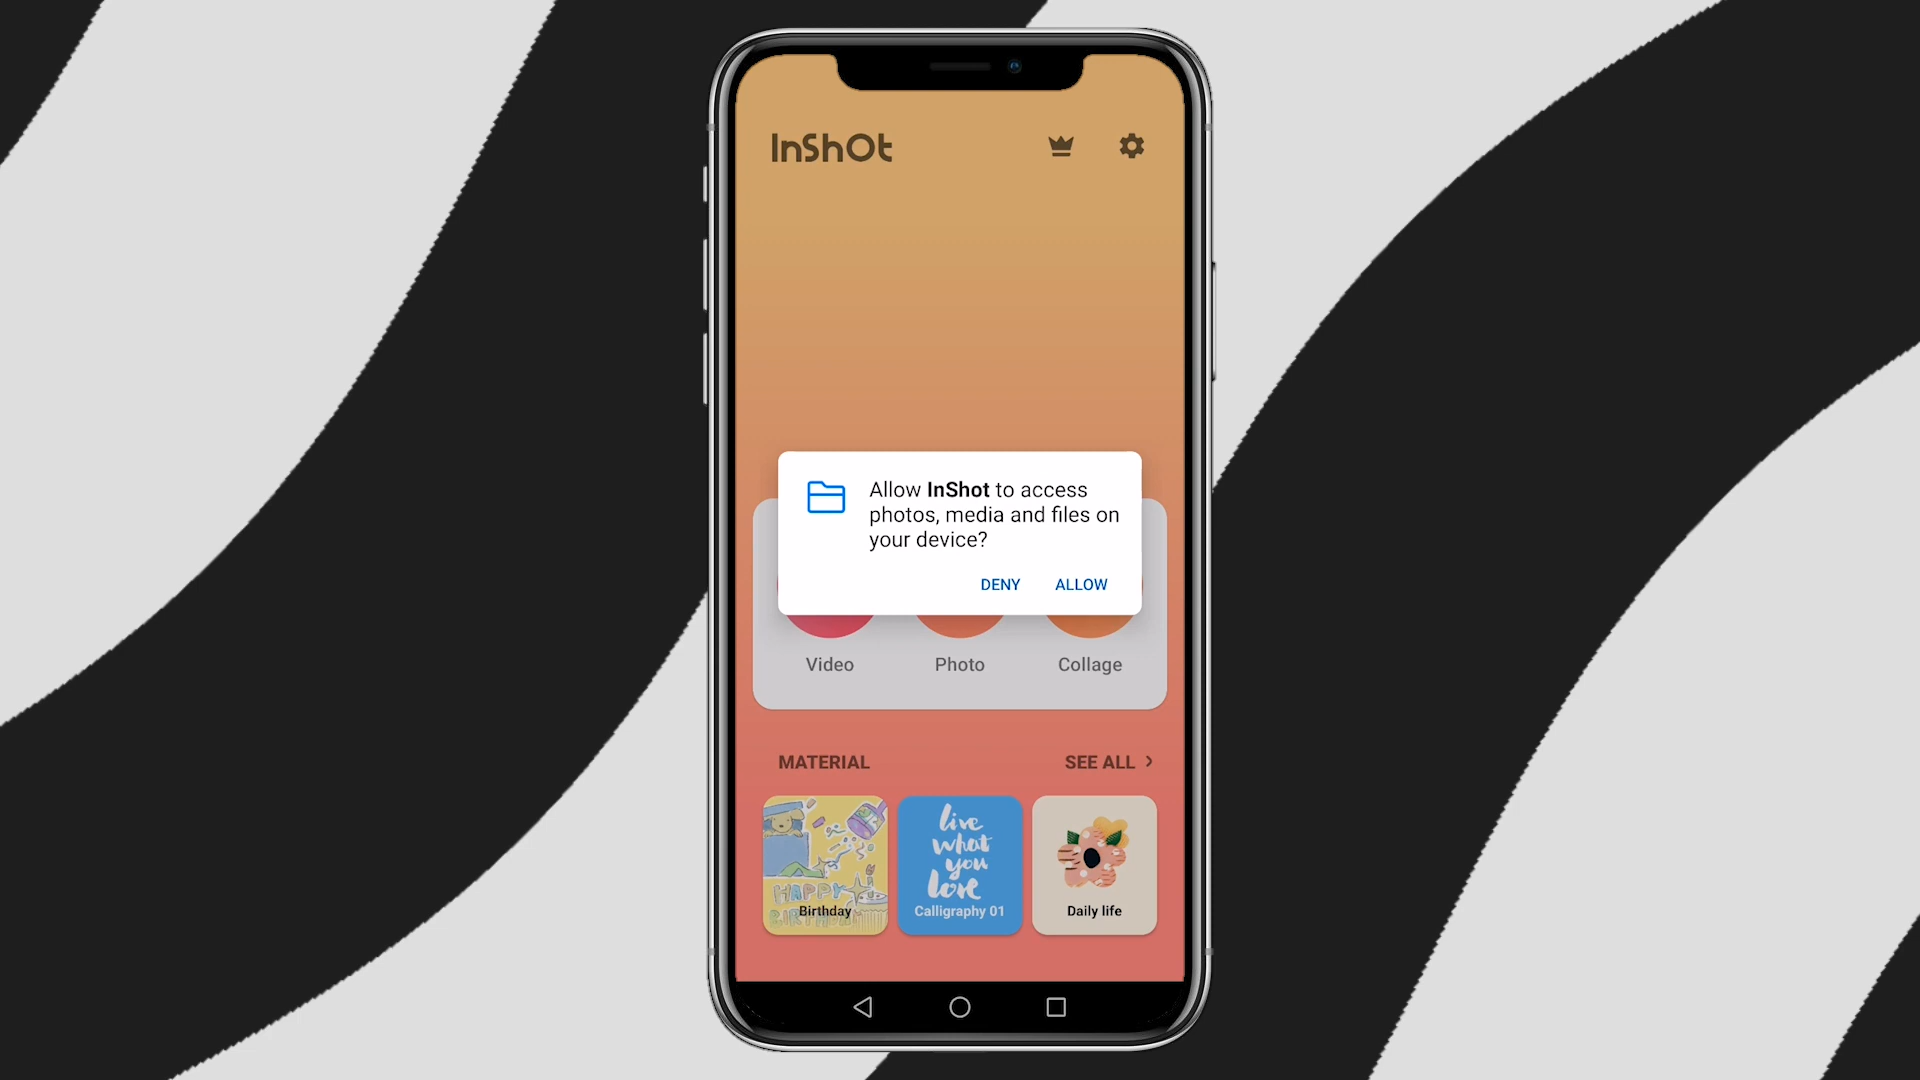 InShOt
Allow InShot to access
photos, media and files on
your device?
DENY ALLOW
Video Photo Collage
MATERIAL SEE ALL >
live
what
you
love
HAPPY
BIRTHDAY
Birthday Calligraphy 01 Daily life